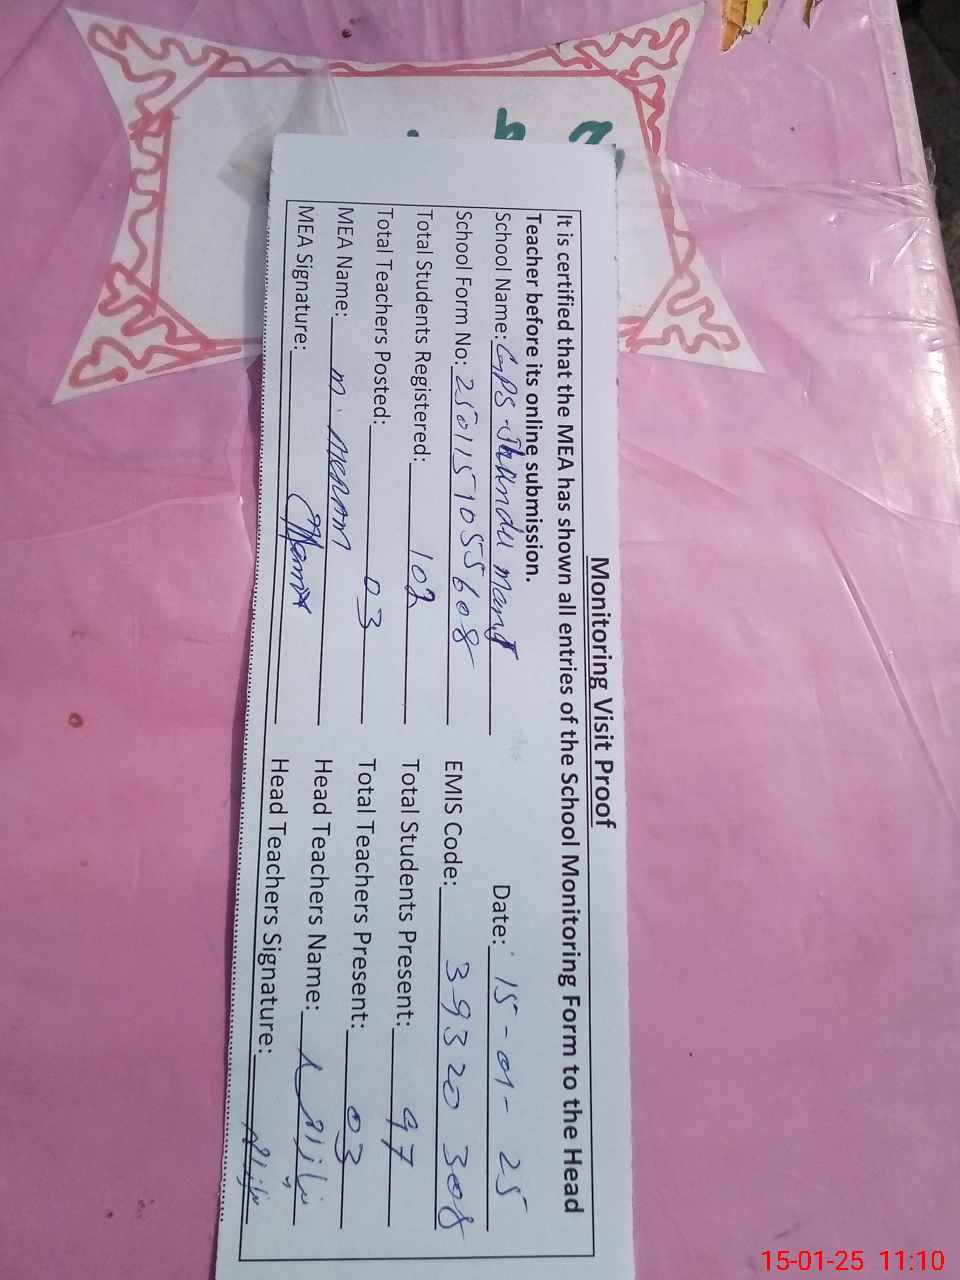 Monitoring Visit Proof
It is certified that the MEA has shown all entries of the School Monitoring Form to the Head
Teacher before its online submission.
Date: 15-01-25
School Name: GPS-Jhundu
School Form No: 2501151055608 EMIS Code: 39320308
Total Students Registered: 102 Total Students Present: 97
Total Teachers Posted: 03 Total Teachers Present: 03
MEA Name: M. Head Teachers Name:
MEA Signature: Head Teachers Signature:
15-01-25 11:10